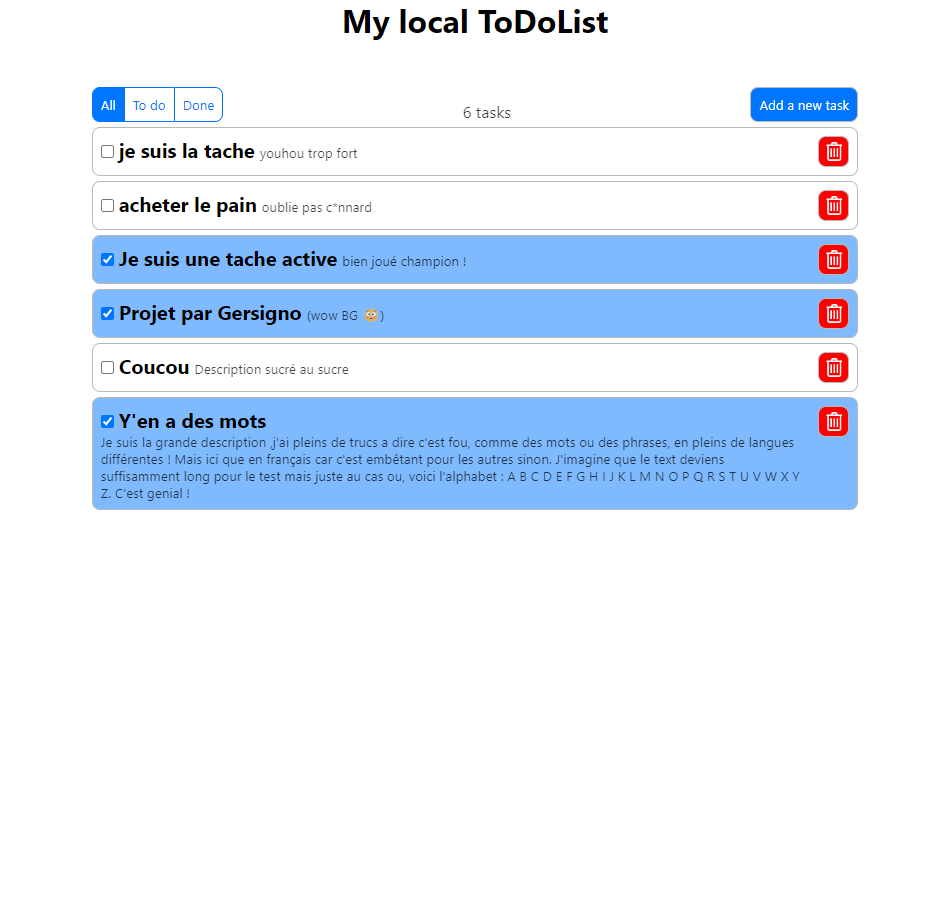 My local ToDoList
All To do Done 6 tasks Add a new task
je suis la tache youhou trop fort
acheter le pain oublie pas c*nnard
Je suis une tache active bien joué champion !
Projet par Gersigno (wow BG 🙂)
Coucou Description sucré au sucre
Y'en a des mots
Je suis la grande description ,j'ai pleins de trucs a dire c'est fou, comme des mots ou des phrases, en pleins de langues
différentes ! Mais ici que en français car c'est embêtant pour les autres sinon. J'imagine que le text deviens
suffisamment long pour le test mais juste au cas ou, voici l'alphabet : A B C D E F G H I J K L M N O P Q R S T U V W X Y
Z. C'est genial !